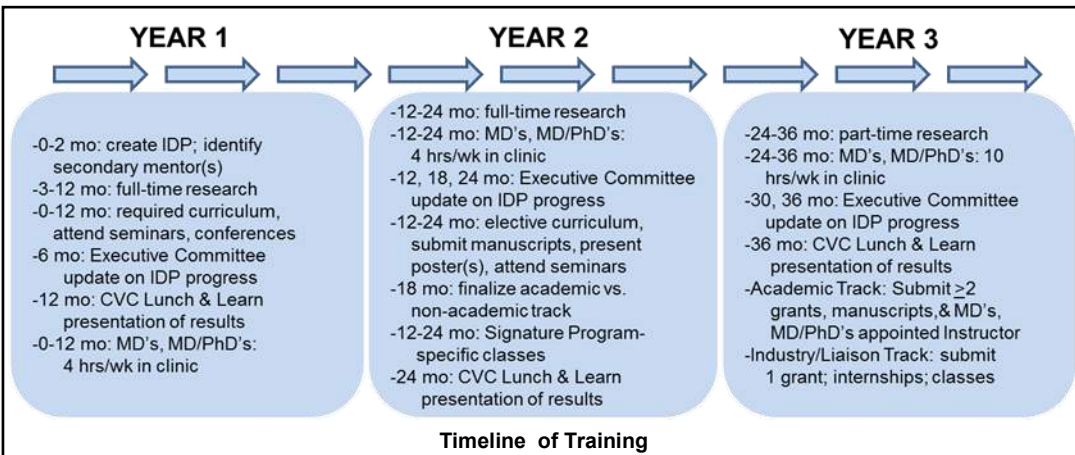 YEAR 1
-0-2 mo: create IDP; identify
secondary mentor(s)
-3-12 mo: full-time research
-0-12 mo: required curriculum,
attend seminars, conferences
-6 mo: Executive Committee
update on IDP progress
-12 mo: CVC Lunch & Learn
presentation of results
-0-12 mo: MD's, MD/PhD's:
4 hrs/wk in clinic
YEAR 2
-12-24 mo: full-time research
-12-24 mo: MD's, MD/PhD's:
4 hrs/wk in clinic
-12, 18, 24 mo: Executive Committee
update on IDP progress
-12-24 mo: elective curriculum,
submit manuscripts, present
poster(s), attend seminars
-18 mo: finalize academic vs.
non-academic track
-12-24 mo: Signature Program-
specific classes
-24 mo: CVC Lunch & Learn
presentation of results
YEAR 3
-24-36 mo: part-time research
-24-36 mo: MD's, MD/PhD's: 10
hrs/wk in clinic
-30, 36 mo: Executive Committee
update on IDP progress
-36 mo: CVC Lunch & Learn
presentation of results
-Academic Track: Submit ≥2
grants, manuscripts,& MD's,
MD/PhD's appointed Instructor
-Industry/Liaison Track: submit
1 grant; internships; classes
Timeline of Training